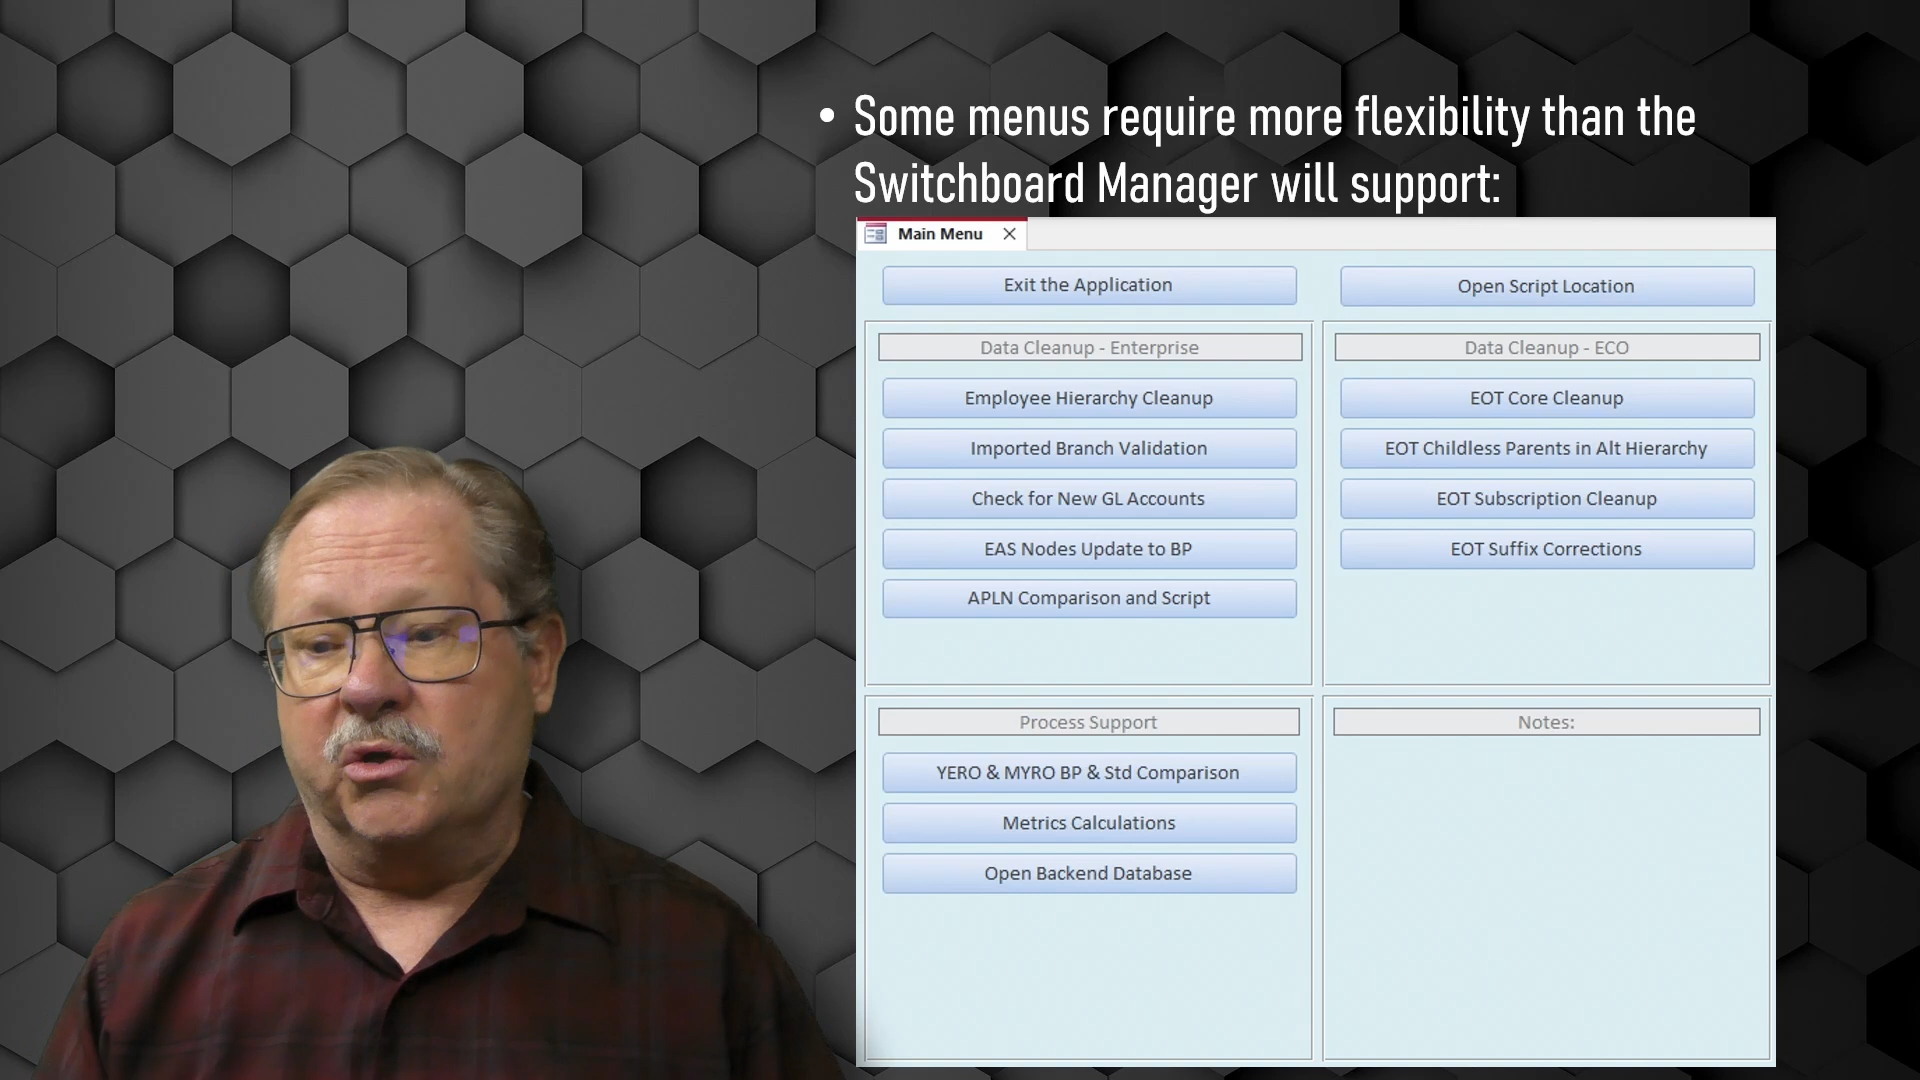 • Some menus require more flexibility than the
Switchboard Manager will support:
Main Menu
Exit the Application
Open Script Location
Data Cleanup - Enterprise
Employee Hierarchy Cleanup
Imported Branch Validation
Check for New GL Accounts
EAS Nodes Update to BP
APLN Comparison and Script
Data Cleanup - ECO
EOT Core Cleanup
EOT Childless Parents in Alt Hierarchy
EOT Subscription Cleanup
EOT Suffix Corrections
Process Support
YERO & MYRO BP & Std Comparison
Metrics Calculations
Open Backend Database
Notes: